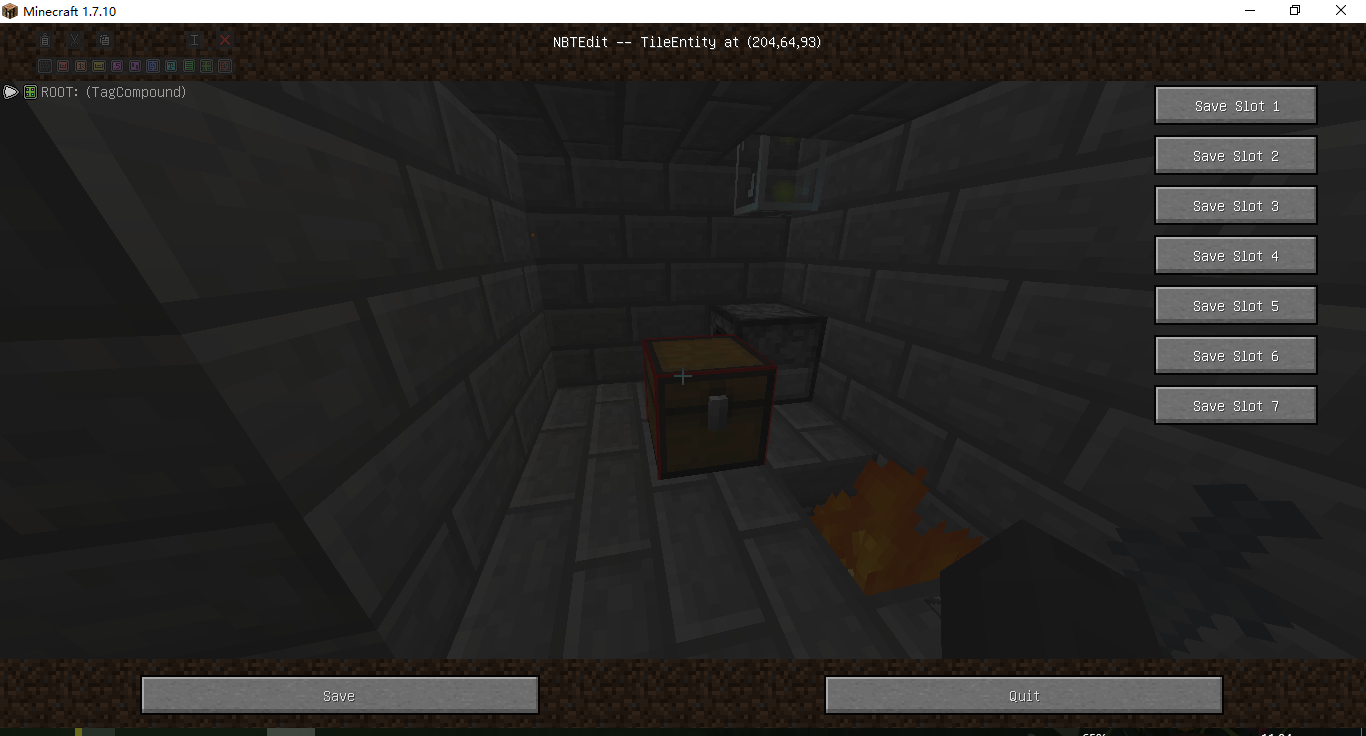 Minecraft 1.7.10
NBTEdit -- TileEntity at (204,64,93)
ROOT: (TagCompound)
Save Slot 1
Save Slot 2
Save Slot 3
Save Slot 4
Save Slot 5
Save Slot 6
Save Slot 7
Save
Quit